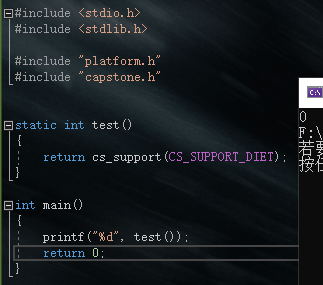 #include <stdio.h>
#include <stdlib.h>
#include "platform.h"
#include "capstone.h"
static int test()
{
return cs_support(CS_SUPPORT_DIET);
}
int main()
{
printf("%d", test());
return 0;
}
C:\
0
F:\
若要
按任